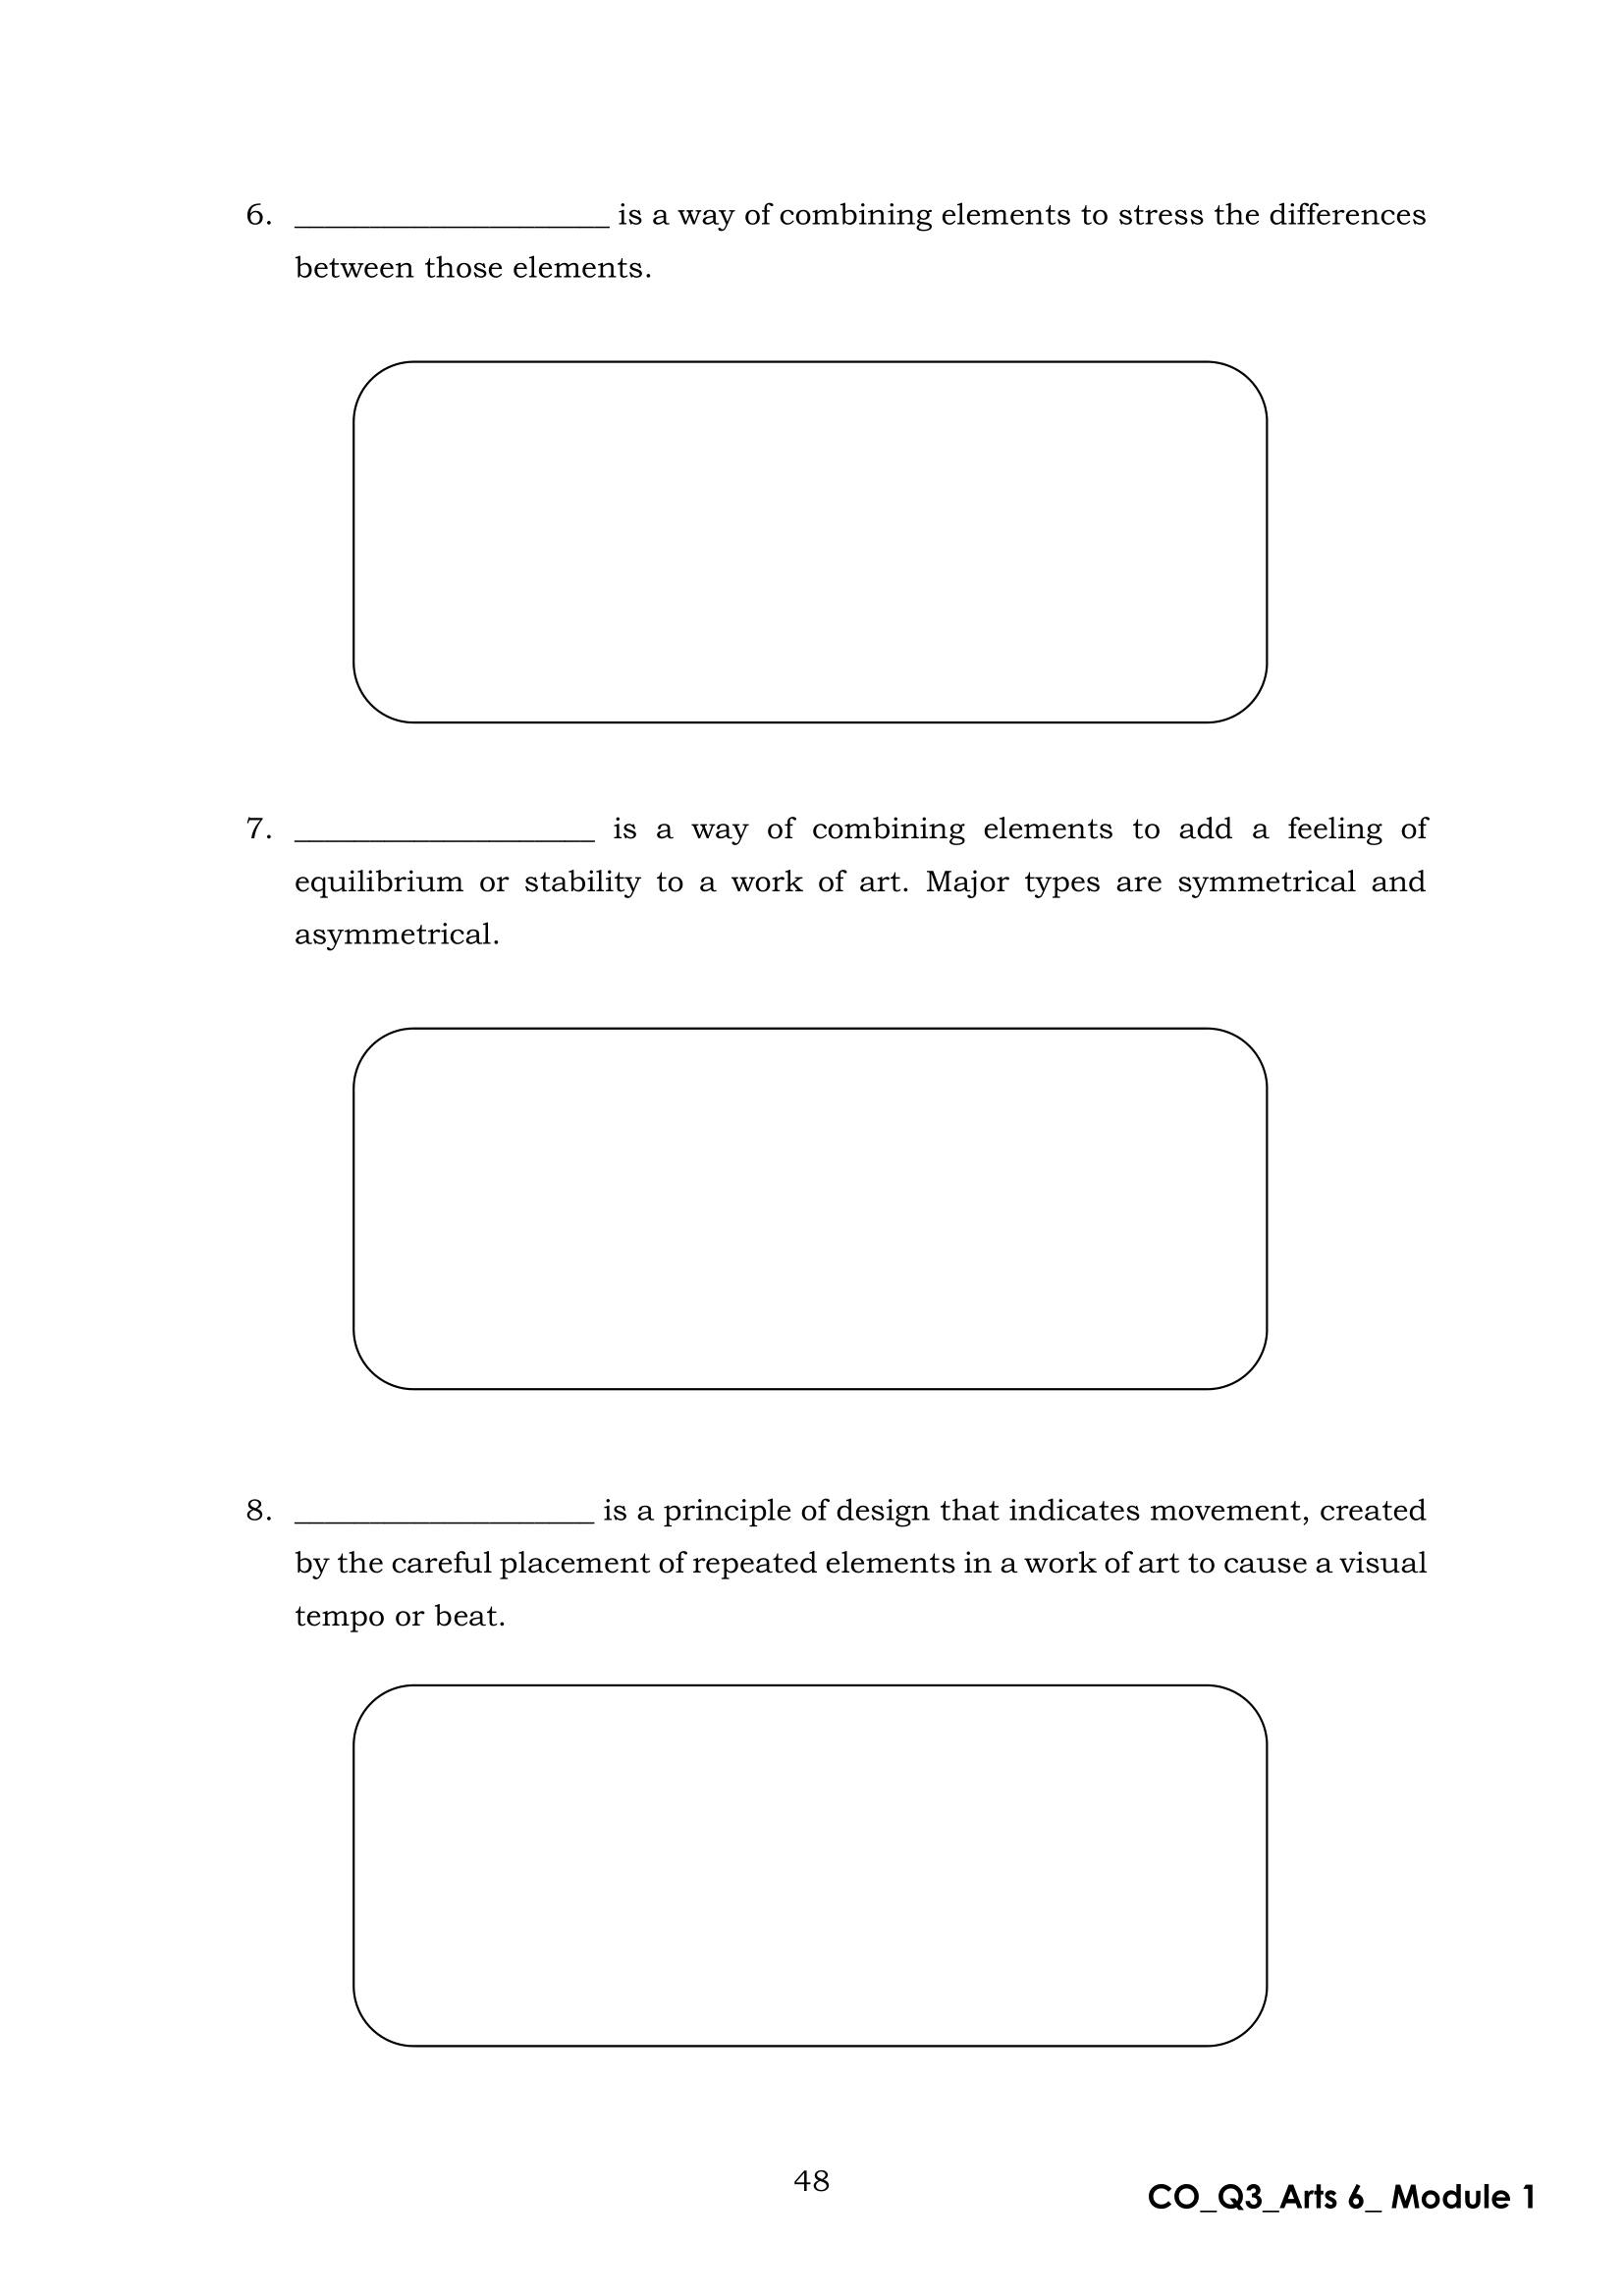 6. _____________________ is a way of combining elements to stress the differences
between those elements.
7. ____________________ is a way of combining elements to add a feeling of
equilibrium or stability to a work of art. Major types are symmetrical and
asymmetrical.
8. ____________________ is a principle of design that indicates movement, created
by the careful placement of repeated elements in a work of art to cause a visual
tempo or beat.
48
CO_Q3_Arts 6_ Module 1